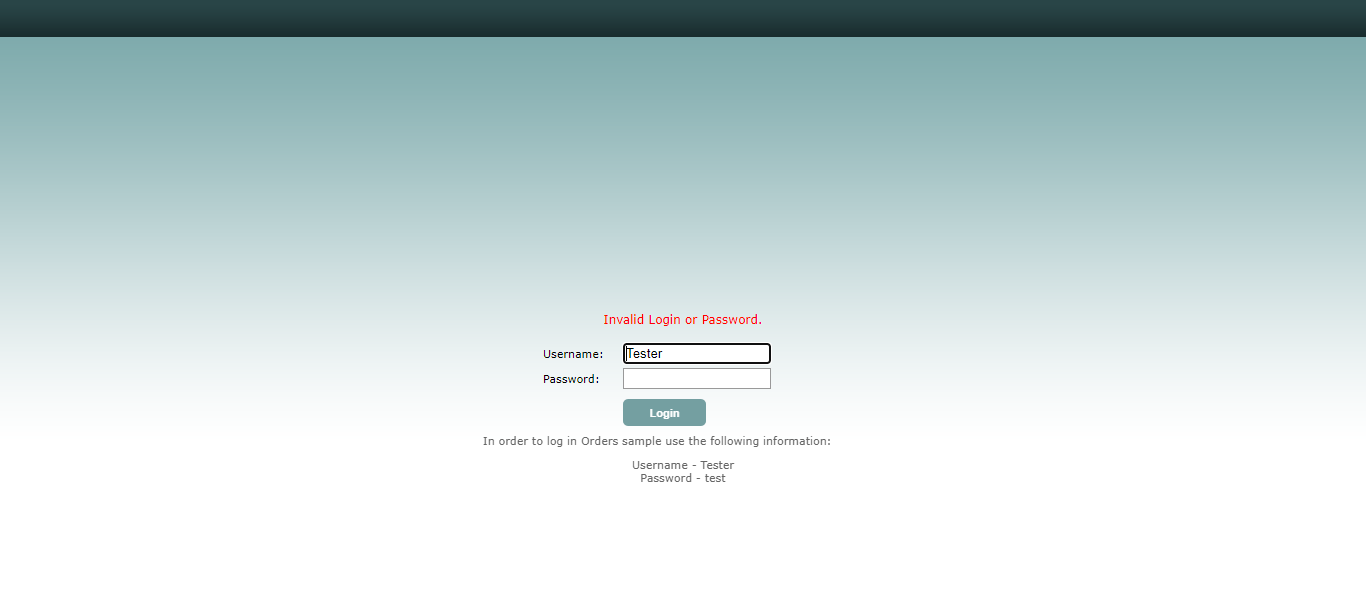 Invalid Login or Password.
Username: Tester
Password:
Login
In order to log in Orders sample use the following information:
Username - Tester
Password - test